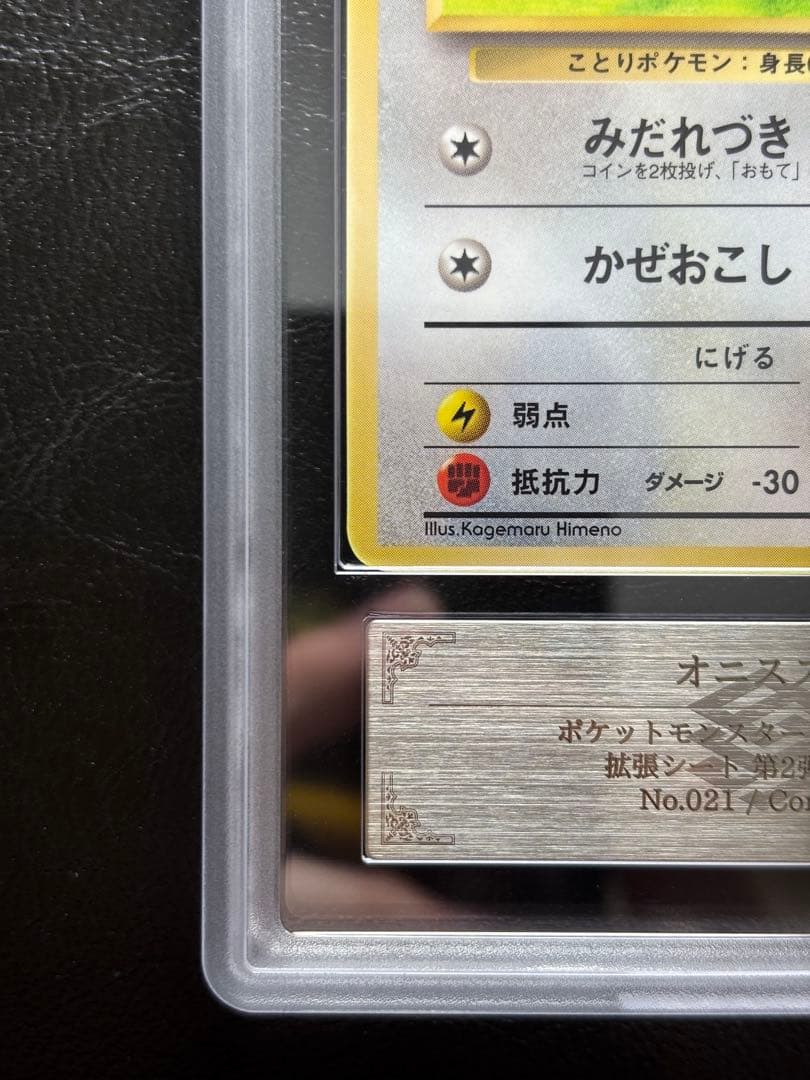 ことりポケモン：身長
みだれづき
コインを2枚投げ、「おもて」
かぜおこし
にげる
弱点
抵抗力 ダメージ -30
Illus.Kagemaru Himeno
オニス
ポケットモンスター
拡張シート 第2弾
No.021 / Co